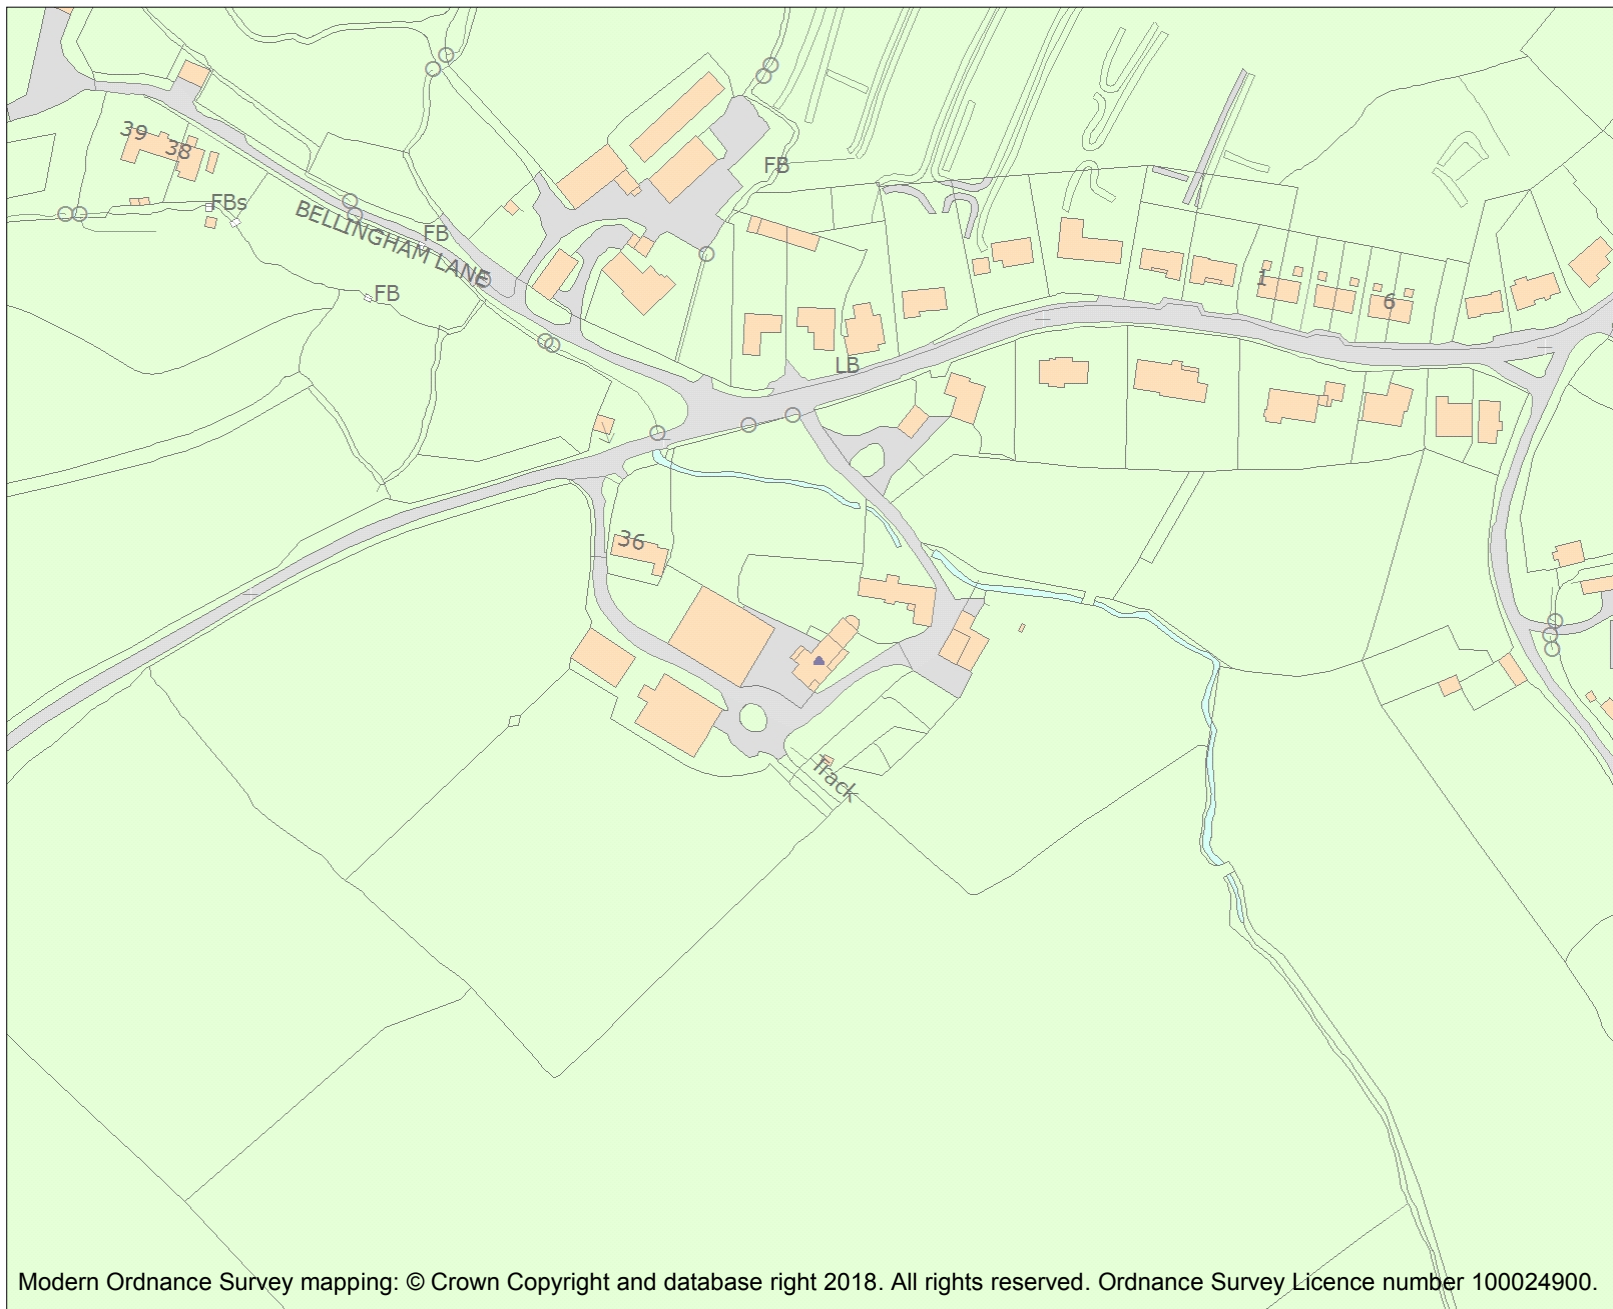 39
38
FB
FBs
BELLINGHAM LANE
FB
FB
1
6
LB
36
Track
Modern Ordnance Survey mapping: © Crown Copyright and database right 2018. All rights reserved. Ordnance Survey Licence number 100024900.